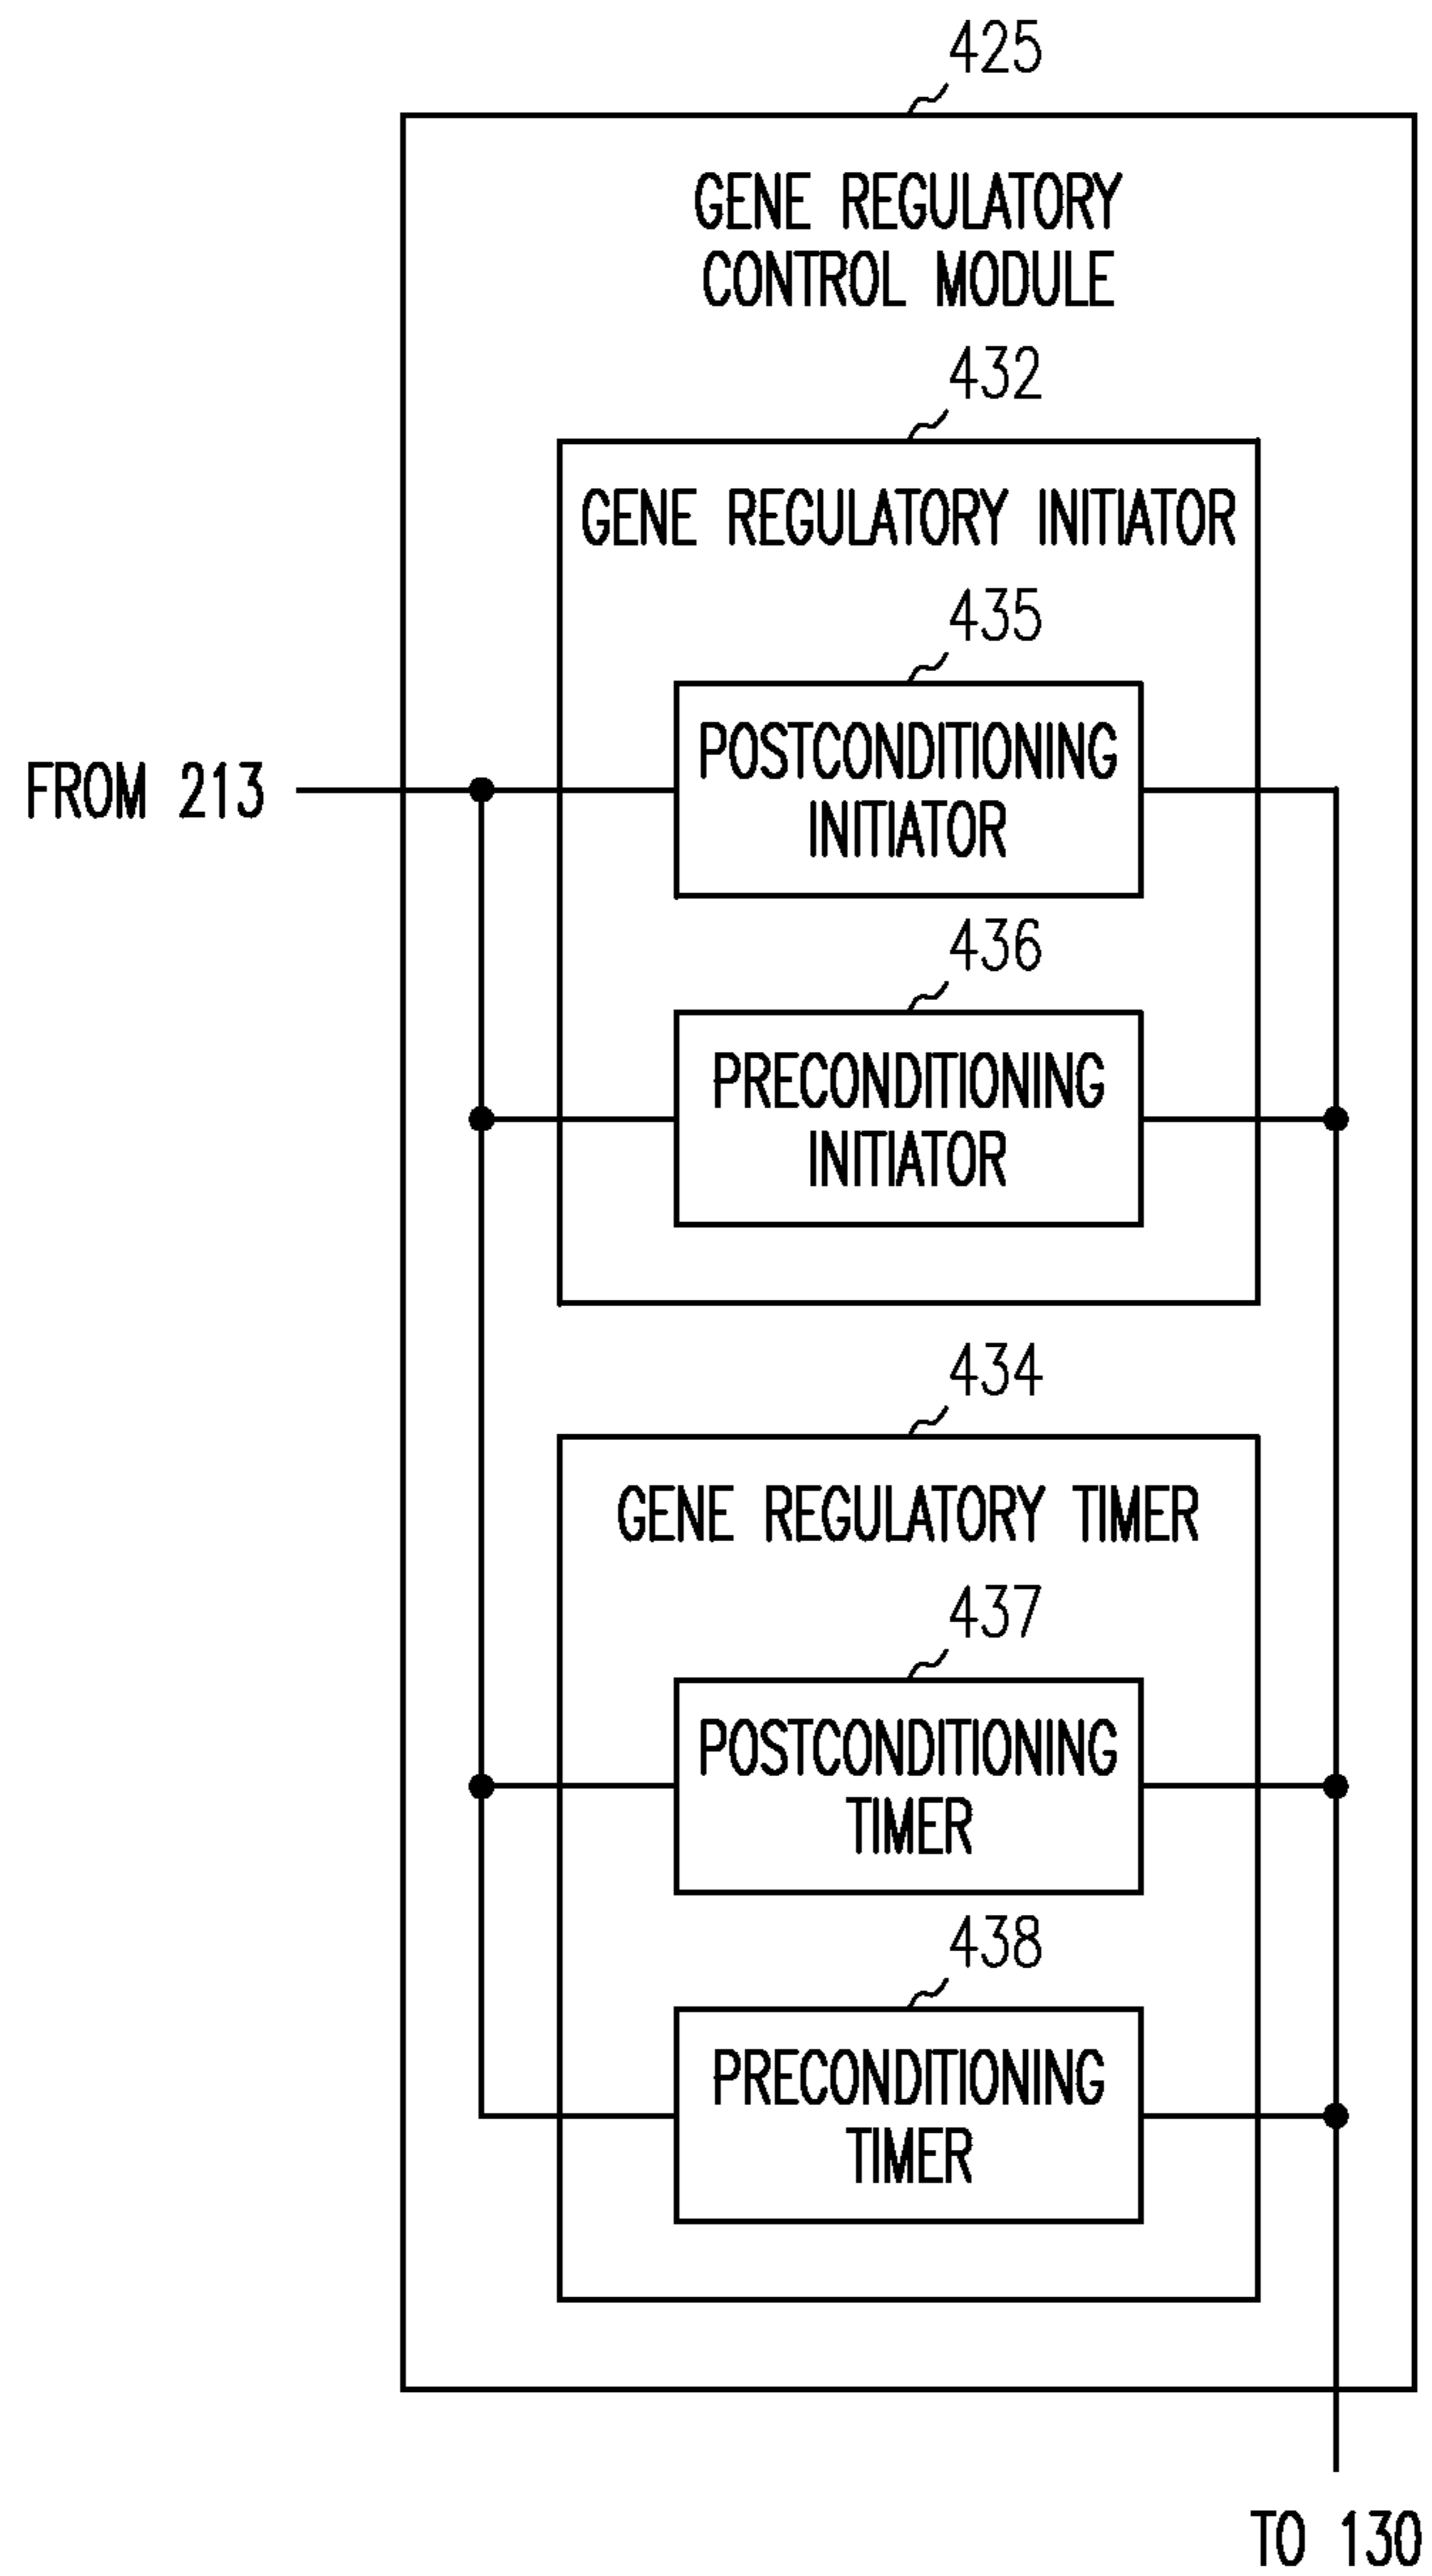 425
GENE REGULATORY
CONTROL MODULE
432
GENE REGULATORY INITIATOR
435
POSTCONDITIONING
INITIATOR
FROM 213
436
PRECONDITIONING
INITIATOR
434
GENE REGULATORY TIMER
437
POSTCONDITIONING
TIMER
438
PRECONDITIONING
TIMER
TO 130